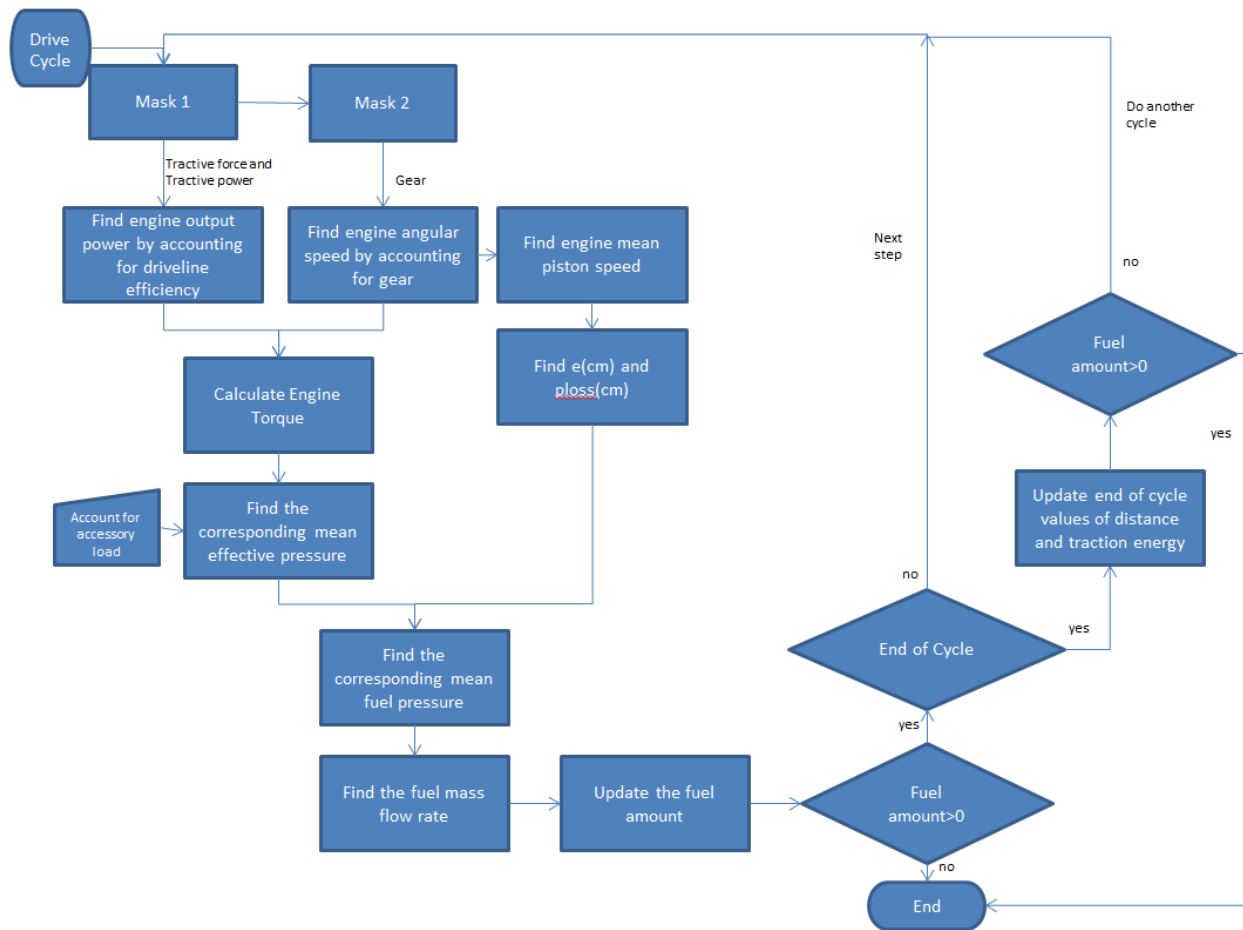 Drive
Cycle
Mask 1
Mask 2
Tractive force and
Tractive power
Gear
Find engine output
power by accounting
for driveline
efficiency
Find engine angular
speed by accounting
for gear
Find engine mean
piston speed
Find e(cm) and
ploss(cm)
Calculate Engine
Torque
Account for
accessory
load
Find the
corresponding mean
effective pressure
Find the
corresponding mean
fuel pressure
Find the fuel mass
flow rate
Update the fuel
amount
Fuel
amount>0
yes
no
End
End of Cycle
no
yes
Next
step
Update end of cycle
values of distance
and traction energy
Fuel
amount>0
yes
no
Do another
cycle